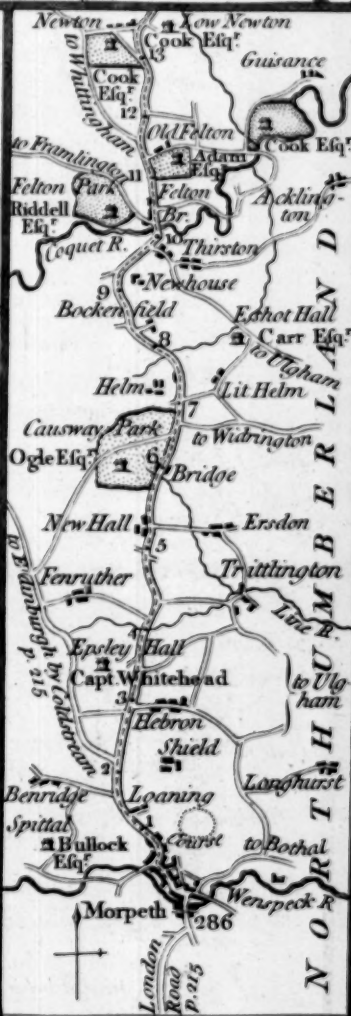 Newton
Low Newton
Cook Esqr.
13
to Whittingham
Guisance
Cook
Esqr.
12
Old Felton
Cook Esqr.
to Framlington
Adam
Esqr.
11
Felton Park
Felton
Acklington
Riddell
Esqr.
Br.
Coquet R.
10
Thirston
9
Newhouse
Bockenfield
Eshot Hall
8
Carr Esqr.
to Ulgham
Helm
Lit Helm
7
Causway Park
to Widrington
Ogle Esqr.
6
Bridge
New Hall
Ersdon
5
Fenruther
Trittlington
Line R.
to Edinburgh by Coldstream
p. 215
4
Epsley Hall
Capt. Whitehead
to Ulg
ham
3
Hebron
Shield
2
Longhurst
Benridge
Loaning
Spittal
1
Course
to Bothal
Bullock
Esqr.
Wenspeck R
Morpeth
286
London
Road
p. 215
NORTHUMBERLAND